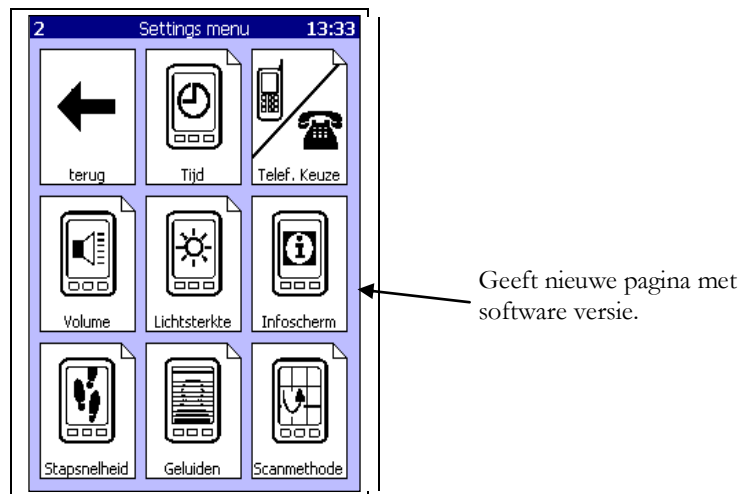 2 Settings menu 13:33
terug Tijd Telef. Keuze
Volume Lichtsterkte Infoscherm
Geeft nieuwe pagina met
software versie.
Stapsnelheid Geluiden Scanmethode